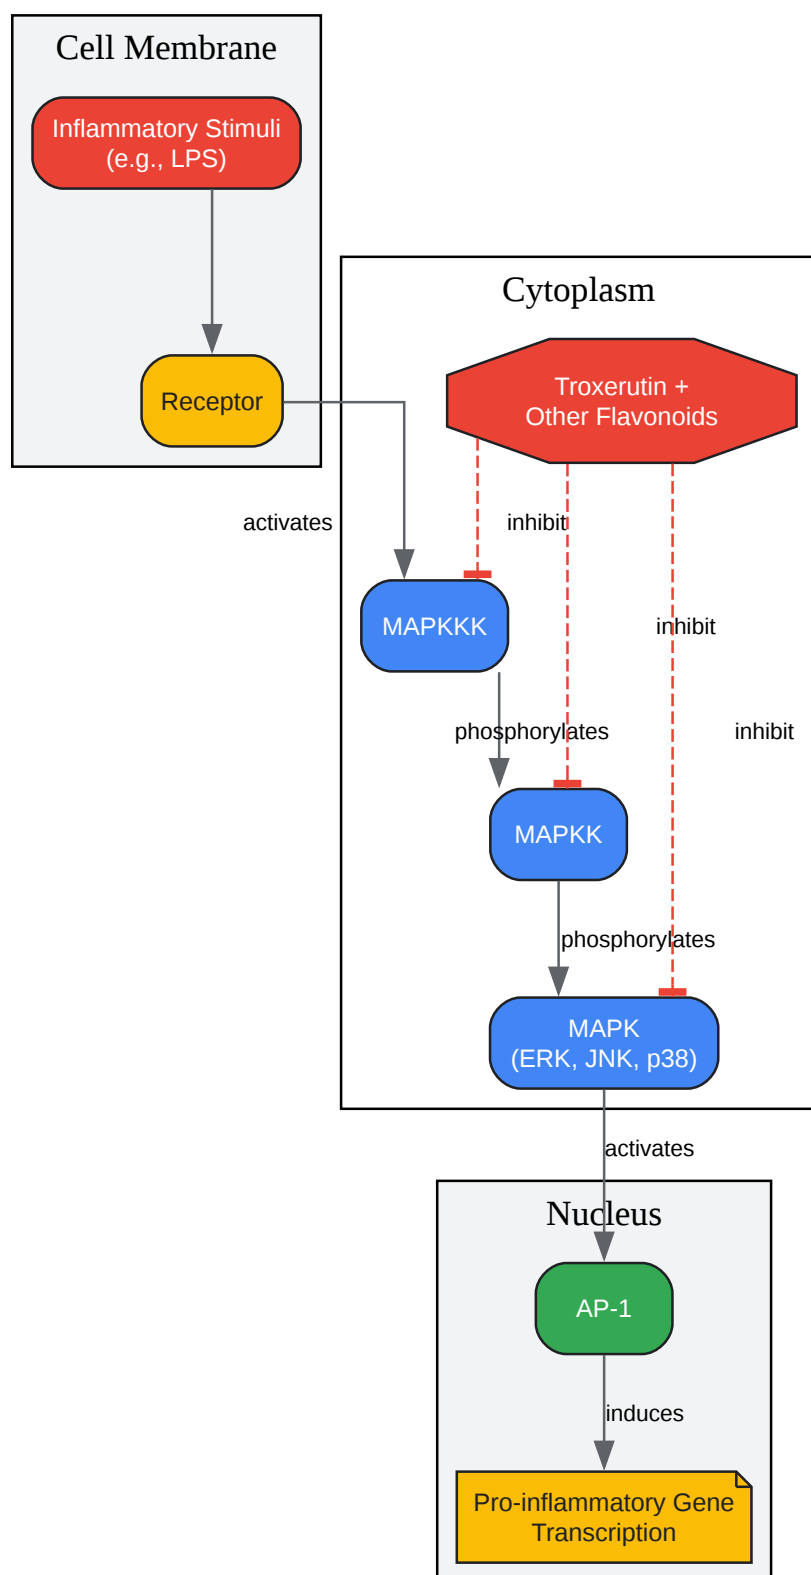 Cell Membrane
Inflammatory Stimuli
(e.g., LPS)
Receptor
Cytoplasm
Troxerutin +
Other Flavonoids
activates
inhibit
MAPKKK
inhibit
phosphorylates
inhibit
MAPKK
phosphorylates
MAPK
(ERK, JNK, p38)
activates
Nucleus
AP-1
induces
Pro-inflammatory Gene
Transcription